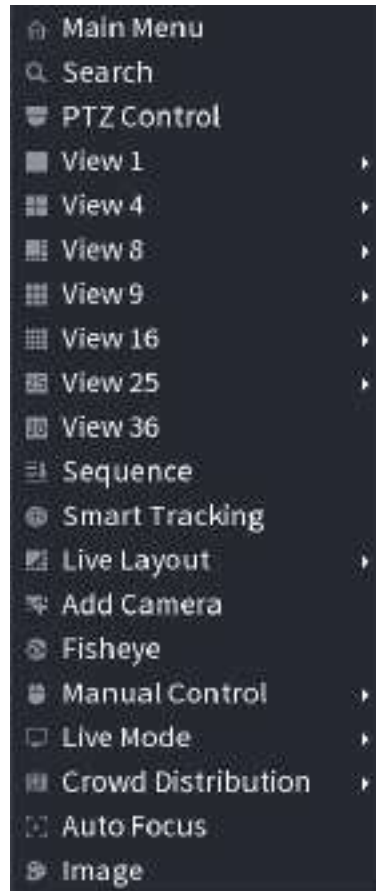 Main Menu
Search
PTZ Control
View 1
View 4
View 8
View 9
View 16
View 25
View 36
Sequence
Smart Tracking
Live Layout
Add Camera
Fisheye
Manual Control
Live Mode
Crowd Distribution
Auto Focus
Image